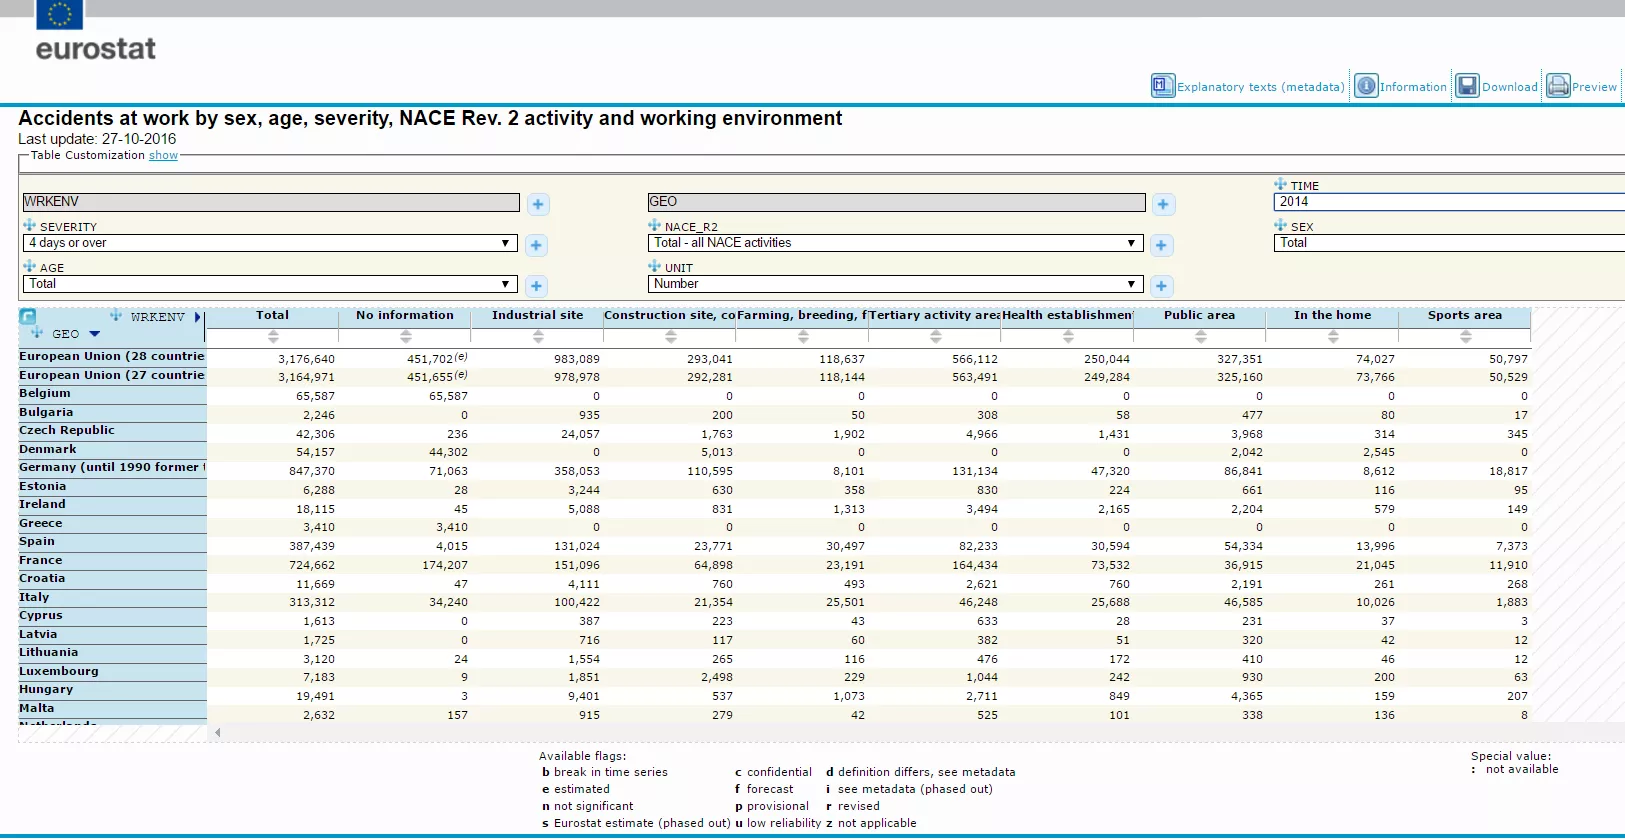 eurostat
Explanatory texts (metadata) Information Download Preview
Accidents at work by sex, age, severity, NACE Rev. 2 activity and working environment
Last update: 27-10-2016
Table Customization show
TIME
WRKENV GEO 2014
SEVERITY NACE_R2 SEX
4 days or over Total - all NACE activities Total
AGE UNIT
Total Number
WRKENV Total No information Industrial site Construction site, co Farming, breeding, f Tertiary activity area Health establishment Public area In the home Sports area
GEO
European Union (28 countrie 3,176,640 451,702(e) 983,089 293,041 118,637 566,112 250,044 327,351 74,027 50,797
European Union (27 countrie 3,164,971 451,655(e) 978,978 292,281 118,144 563,491 249,284 325,160 73,766 50,529
Belgium 65,587 65,587 0 0 0 0 0 0 0 0
Bulgaria 2,246 0 935 200 50 308 58 477 80 17
Czech Republic 42,306 236 24,057 1,763 1,902 4,966 1,431 3,968 314 345
Denmark 54,157 44,302 0 5,013 0 0 0 2,042 2,545 0
Germany (until 1990 former t 847,370 71,063 358,053 110,595 8,101 131,134 47,320 86,841 8,612 18,817
Estonia 6,288 28 3,244 630 358 830 224 661 116 95
Ireland 18,115 45 5,088 831 1,313 3,494 2,165 2,204 579 149
Greece 3,410 3,410 0 0 0 0 0 0 0 0
Spain 387,439 4,015 131,024 23,771 30,497 82,233 30,594 54,334 13,996 7,373
France 724,662 174,207 151,096 64,898 23,191 164,434 73,532 36,915 21,045 11,910
Croatia 11,669 47 4,111 760 493 2,621 760 2,191 261 268
Italy 313,312 34,240 100,422 21,354 25,501 46,248 25,688 46,585 10,026 1,883
Cyprus 1,613 0 387 223 43 633 28 231 37 3
Latvia 1,725 0 716 117 60 382 51 320 42 12
Lithuania 3,120 24 1,554 265 116 476 172 410 46 12
Luxembourg 7,183 9 1,851 2,498 229 1,044 242 930 200 63
Hungary 19,491 3 9,401 537 1,073 2,711 849 4,365 159 207
Malta 2,632 157 915 279 42 525 101 338 136 8
Netherlands
Available flags: Special value:
b break in time series c confidential d definition differs, see metadata : not available
e estimated f forecast i see metadata (phased out)
n not significant p provisional r revised
s Eurostat estimate (phased out) u low reliability z not applicable